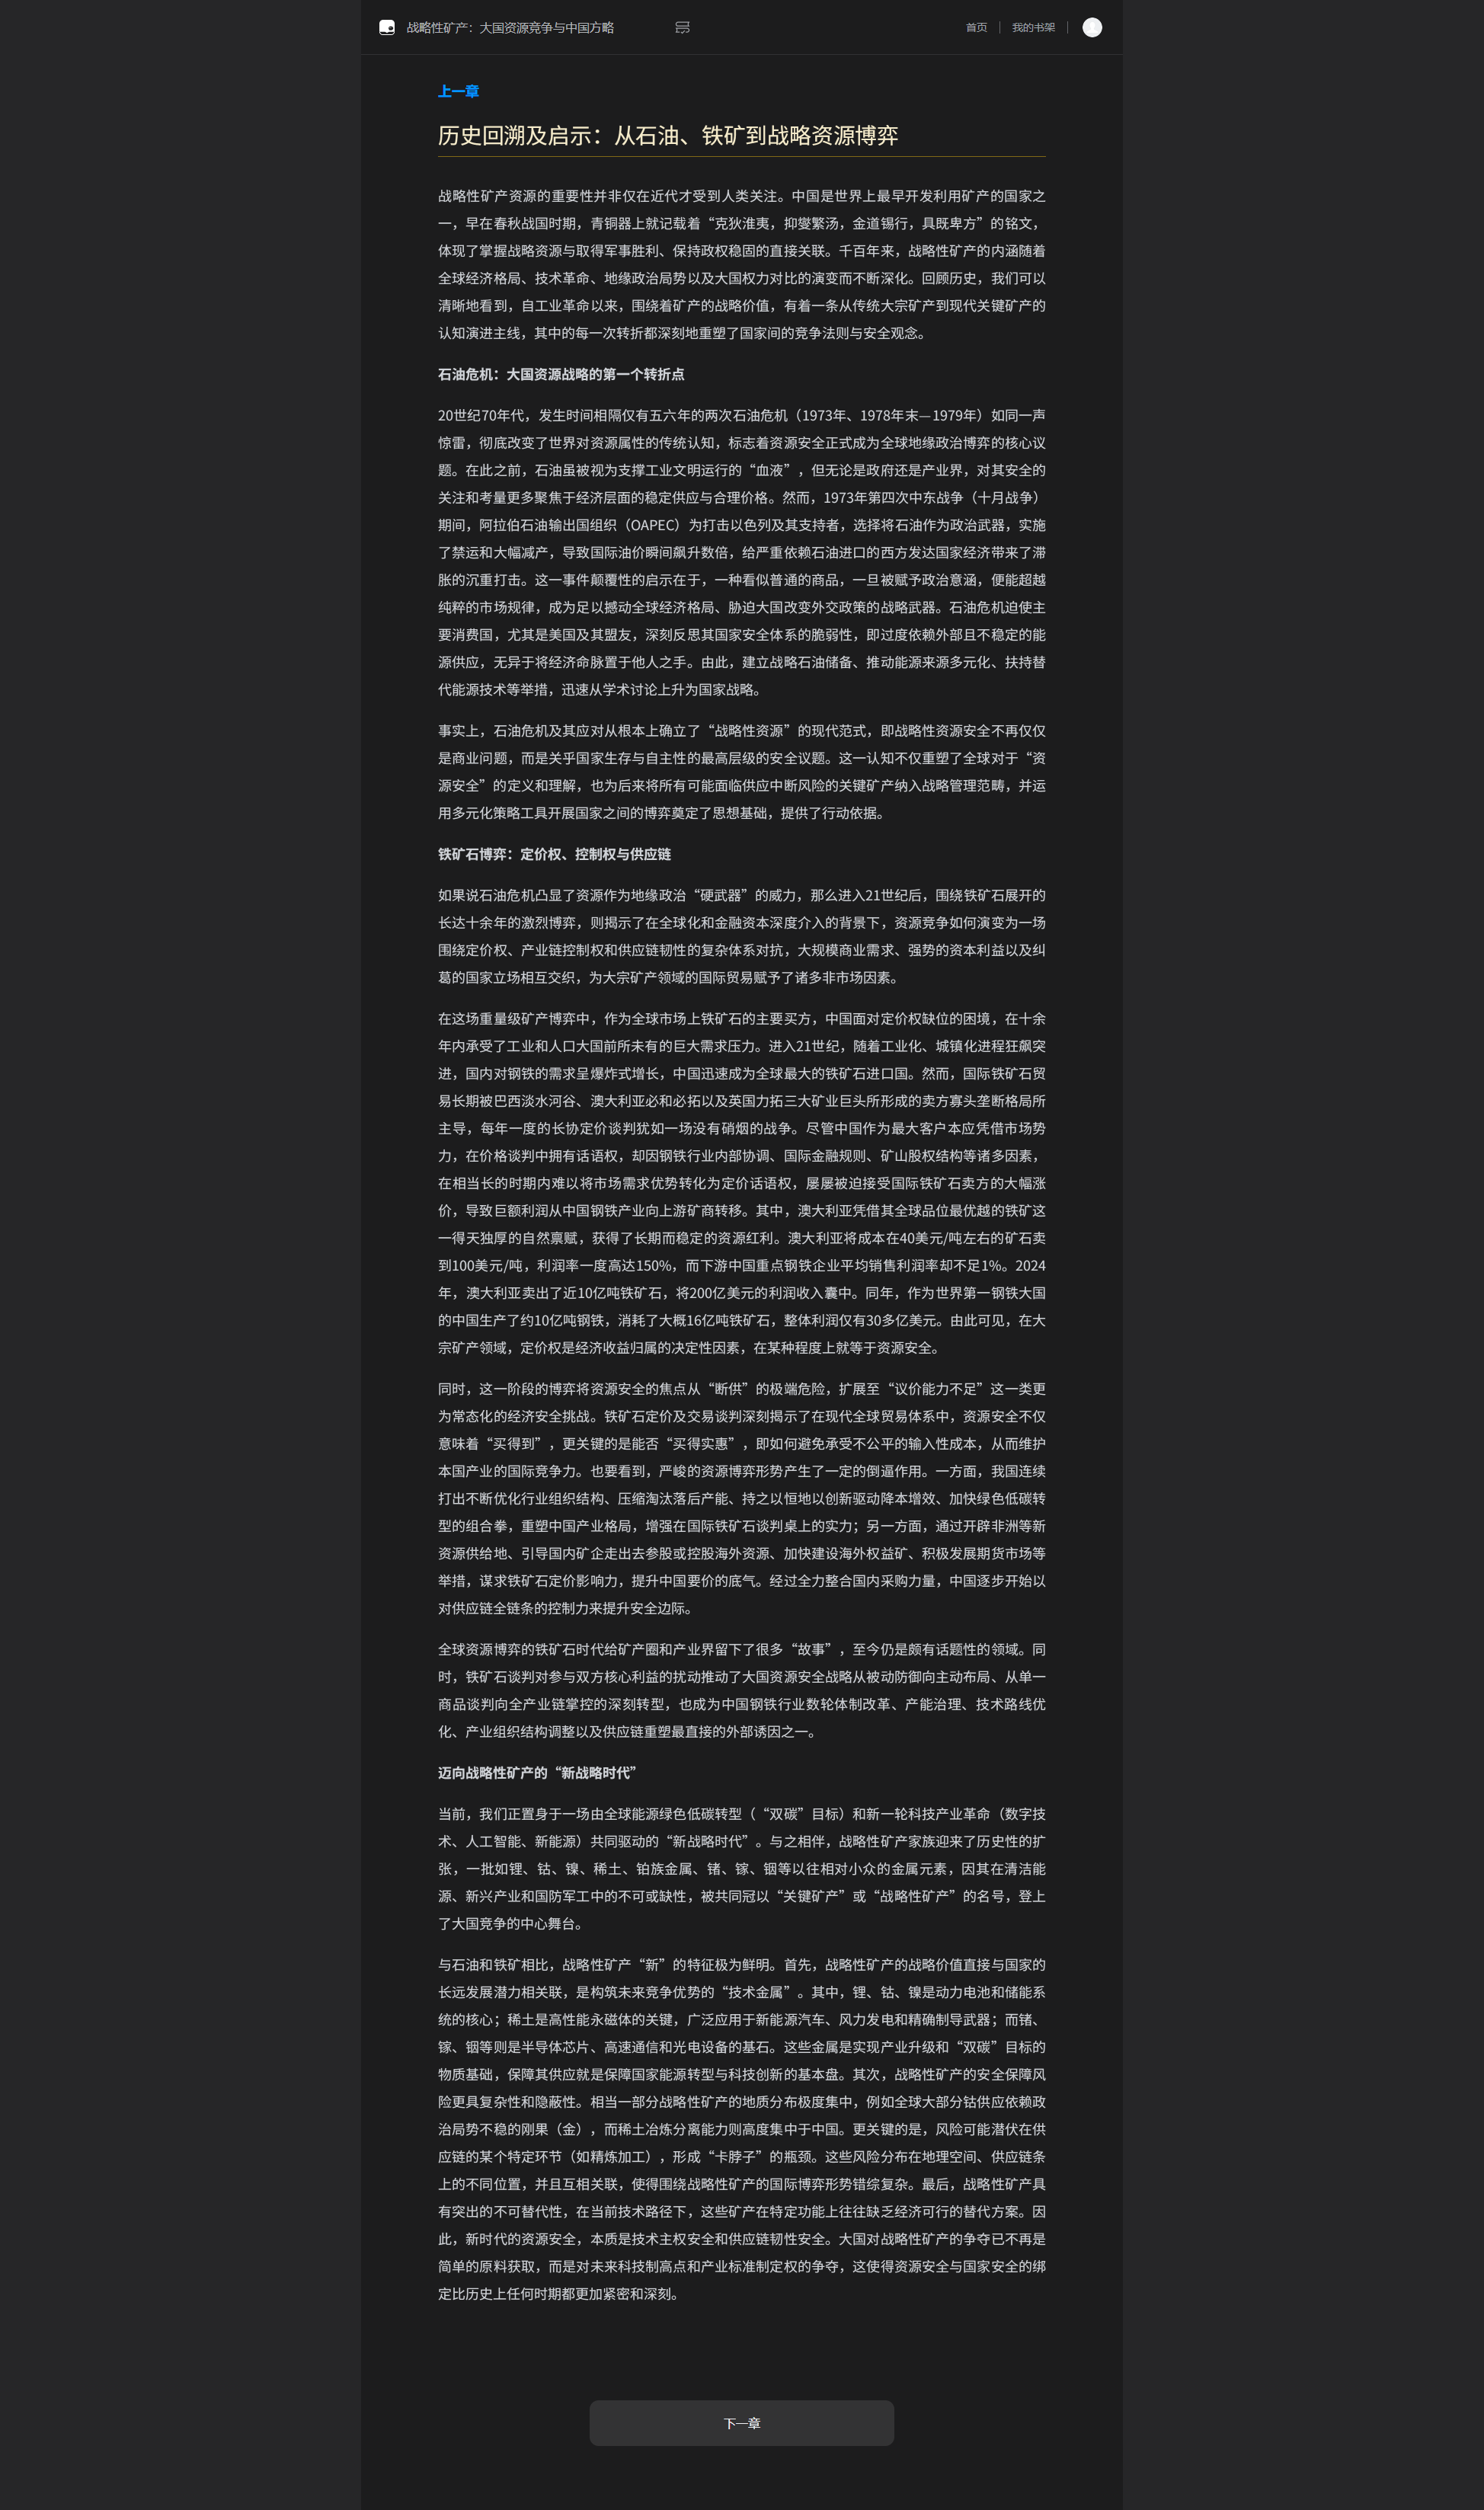 战略性矿产：大国资源竞争与中国方略
首页
我的书架
上一章
历史回溯及启示：从石油、铁矿到战略资源博弈
战略性矿产资源的重要性并非仅在近代才受到人类关注。中国是世界上最早开发利用矿产的国家之
一，早在春秋战国时期，青铜器上就记载着“克狄淮夷，抑燮繁汤，金道锡行，具既卑方”的铭文，
体现了掌握战略资源与取得军事胜利、保持政权稳固的直接关联。千百年来，战略性矿产的内涵随着
全球经济格局、技术革命、地缘政治局势以及大国权力对比的演变而不断深化。回顾历史，我们可以
清晰地看到，自工业革命以来，围绕着矿产的战略价值，有着一条从传统大宗矿产到现代关键矿产的
认知演进主线，其中的每一次转折都深刻地重塑了国家间的竞争法则与安全观念。
石油危机：大国资源战略的第一个转折点
20世纪70年代，发生时间相隔仅有五六年的两次石油危机（1973年、1978年末—1979年）如同一声
惊雷，彻底改变了世界对资源属性的传统认知，标志着资源安全正式成为全球地缘政治博弈的核心议
题。在此之前，石油虽被视为支撑工业文明运行的“血液”，但无论是政府还是产业界，对其安全的
关注和考量更多聚焦于经济层面的稳定供应与合理价格。然而，1973年第四次中东战争（十月战争）
期间，阿拉伯石油输出国组织（OAPEC）为打击以色列及其支持者，选择将石油作为政治武器，实施
了禁运和大幅减产，导致国际油价瞬间飙升数倍，给严重依赖石油进口的西方发达国家经济带来了滞
胀的沉重打击。这一事件颠覆性的启示在于，一种看似普通的商品，一旦被赋予政治意涵，便能超越
纯粹的市场规律，成为足以撼动全球经济格局、胁迫大国改变外交政策的战略武器。石油危机迫使主
要消费国，尤其是美国及其盟友，深刻反思其国家安全体系的脆弱性，即过度依赖外部且不稳定的能
源供应，无异于将经济命脉置于他人之手。由此，建立战略石油储备、推动能源来源多元化、扶持替
代能源技术等举措，迅速从学术讨论上升为国家战略。
事实上，石油危机及其应对从根本上确立了“战略性资源”的现代范式，即战略性资源安全不再仅仅
是商业问题，而是关乎国家生存与自主性的最高层级的安全议题。这一认知不仅重塑了全球对于“资
源安全”的定义和理解，也为后来将所有可能面临供应中断风险的关键矿产纳入战略管理范畴，并运
用多元化策略工具开展国家之间的博弈奠定了思想基础，提供了行动依据。
铁矿石博弈：定价权、控制权与供应链
如果说石油危机凸显了资源作为地缘政治“硬武器”的威力，那么进入21世纪后，围绕铁矿石展开的
长达十余年的激烈博弈，则揭示了在全球化和金融资本深度介入的背景下，资源竞争如何演变为一场
围绕定价权、产业链控制权和供应链韧性的复杂体系对抗，大规模商业需求、强势的资本利益以及纠
葛的国家立场相互交织，为大宗矿产领域的国际贸易赋予了诸多非市场因素。
在这场重量级矿产博弈中，作为全球市场上铁矿石的主要买方，中国面对定价权缺位的困境，在十余
年内承受了工业和人口大国前所未有的巨大需求压力。进入21世纪，随着工业化、城镇化进程狂飙突
进，国内对钢铁的需求呈爆炸式增长，中国迅速成为全球最大的铁矿石进口国。然而，国际铁矿石贸
易长期被巴西淡水河谷、澳大利亚必和必拓以及英国力拓三大矿业巨头所形成的卖方寡头垄断格局所
主导，每年一度的长协定价谈判犹如一场没有硝烟的战争。尽管中国作为最大客户本应凭借市场势
力，在价格谈判中拥有话语权，却因钢铁行业内部协调、国际金融规则、矿山股权结构等诸多因素，
在相当长的时期内难以将市场需求优势转化为定价话语权，屡屡被迫接受国际铁矿石卖方的大幅涨
价，导致巨额利润从中国钢铁产业向上游矿商转移。其中，澳大利亚凭借其全球品位最优越的铁矿这
一得天独厚的自然禀赋，获得了长期而稳定的资源红利。澳大利亚将成本在40美元/吨左右的矿石卖
到100美元/吨，利润率一度高达150%，而下游中国重点钢铁企业平均销售利润率却不足1%。2024
年，澳大利亚卖出了近10亿吨铁矿石，将200亿美元的利润收入囊中。同年，作为世界第一钢铁大国
的中国生产了约10亿吨钢铁，消耗了大概16亿吨铁矿石，整体利润仅有30多亿美元。由此可见，在大
宗矿产领域，定价权是经济收益归属的决定性因素，在某种程度上就等于资源安全。
同时，这一阶段的博弈将资源安全的焦点从“断供”的极端危险，扩展至“议价能力不足”这一类更
为常态化的经济安全挑战。铁矿石定价及交易谈判深刻揭示了在现代全球贸易体系中，资源安全不仅
意味着“买得到”，更关键的是能否“买得实惠”，即如何避免承受不公平的输入性成本，从而维护
本国产业的国际竞争力。也要看到，严峻的资源博弈形势产生了一定的倒逼作用。一方面，我国连续
打出不断优化行业组织结构、压缩淘汰落后产能、持之以恒地以创新驱动降本增效、加快绿色低碳转
型的组合拳，重塑中国产业格局，增强在国际铁矿石谈判桌上的实力；另一方面，通过开辟非洲等新
资源供给地、引导国内矿企走出去参股或控股海外资源、加快建设海外权益矿、积极发展期货市场等
举措，谋求铁矿石定价影响力，提升中国要价的底气。经过全力整合国内采购力量，中国逐步开始以
对供应链全链条的控制力来提升安全边际。
全球资源博弈的铁矿石时代给矿产圈和产业界留下了很多“故事”，至今仍是颇有话题性的领域。同
时，铁矿石谈判对参与双方核心利益的扰动推动了大国资源安全战略从被动防御向主动布局、从单一
商品谈判向全产业链掌控的深刻转型，也成为中国钢铁行业数轮体制改革、产能治理、技术路线优
化、产业组织结构调整以及供应链重塑最直接的外部诱因之一。
迈向战略性矿产的“新战略时代”
当前，我们正置身于一场由全球能源绿色低碳转型（“双碳”目标）和新一轮科技产业革命（数字技
术、人工智能、新能源）共同驱动的“新战略时代”。与之相伴，战略性矿产家族迎来了历史性的扩
张，一批如锂、钴、镍、稀土、铂族金属、锗、镓、铟等以往相对小众的金属元素，因其在清洁能
源、新兴产业和国防军工中的不可或缺性，被共同冠以“关键矿产”或“战略性矿产”的名号，登上
了大国竞争的中心舞台。
与石油和铁矿相比，战略性矿产“新”的特征极为鲜明。首先，战略性矿产的战略价值直接与国家的
长远发展潜力相关联，是构筑未来竞争优势的“技术金属”。其中，锂、钴、镍是动力电池和储能系
统的核心；稀土是高性能永磁体的关键，广泛应用于新能源汽车、风力发电和精确制导武器；而锗、
镓、铟等则是半导体芯片、高速通信和光电设备的基石。这些金属是实现产业升级和“双碳”目标的
物质基础，保障其供应就是保障国家能源转型与科技创新的基本盘。其次，战略性矿产的安全保障风
险更具复杂性和隐蔽性。相当一部分战略性矿产的地质分布极度集中，例如全球大部分钴供应依赖政
治局势不稳的刚果（金），而稀土冶炼分离能力则高度集中于中国。更关键的是，风险可能潜伏在供
应链的某个特定环节（如精炼加工），形成“卡脖子”的瓶颈。这些风险分布在地理空间、供应链条
上的不同位置，并且互相关联，使得围绕战略性矿产的国际博弈形势错综复杂。最后，战略性矿产具
有突出的不可替代性，在当前技术路径下，这些矿产在特定功能上往往缺乏经济可行的替代方案。因
此，新时代的资源安全，本质是技术主权安全和供应链韧性安全。大国对战略性矿产的争夺已不再是
简单的原料获取，而是对未来科技制高点和产业标准制定权的争夺，这使得资源安全与国家安全的绑
定比历史上任何时期都更加紧密和深刻。
下一章